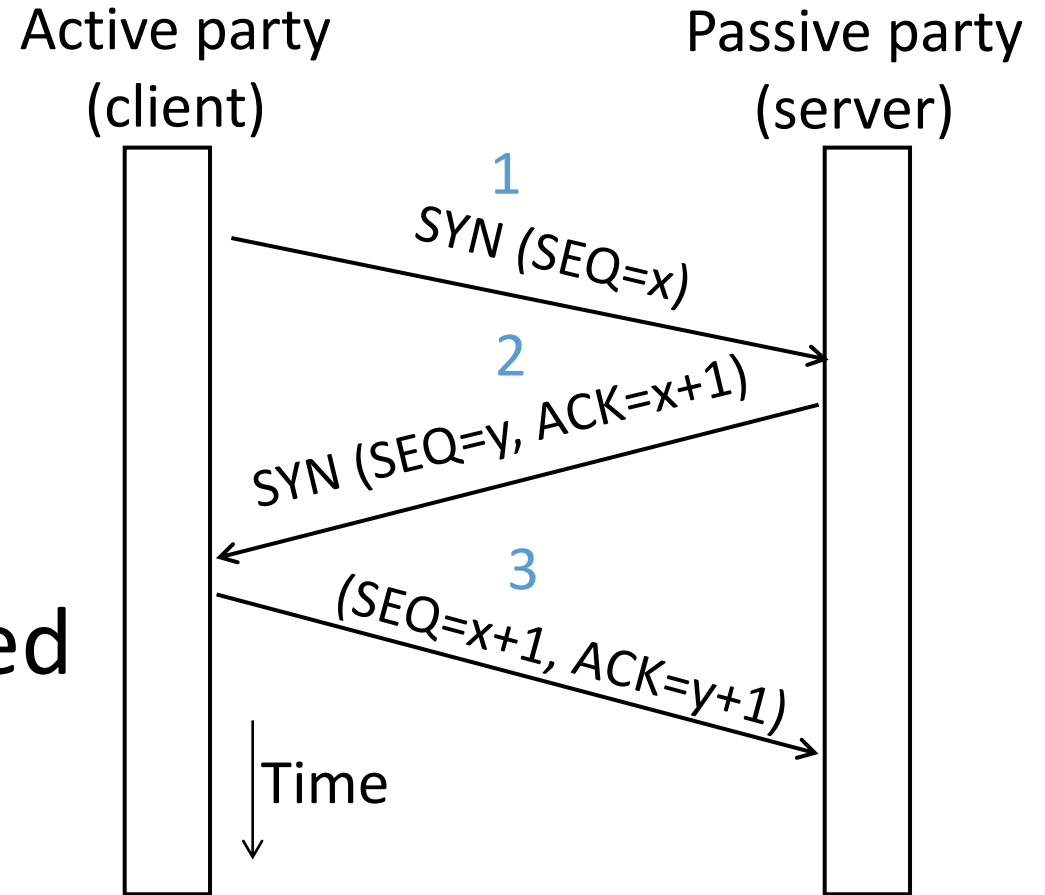 Active party
(client)
Passive party
(server)
1
SYN (SEQ=x)
2
SYN (SEQ=y, ACK=x+1)
3
(SEQ=x+1, ACK=y+1)
ed
Time